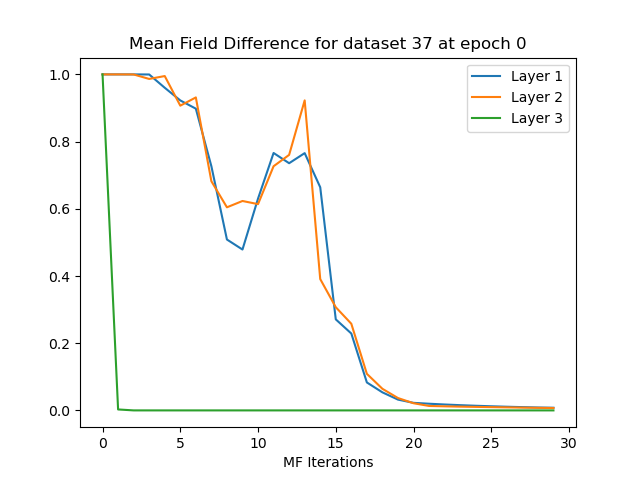 Mean Field Difference for dataset 37 at epoch 0
Layer 1
Layer 2
Layer 3
1.0
0.8
0.6
0.4
0.2
0.0
0 5 10 15 20 25 30
MF Iterations